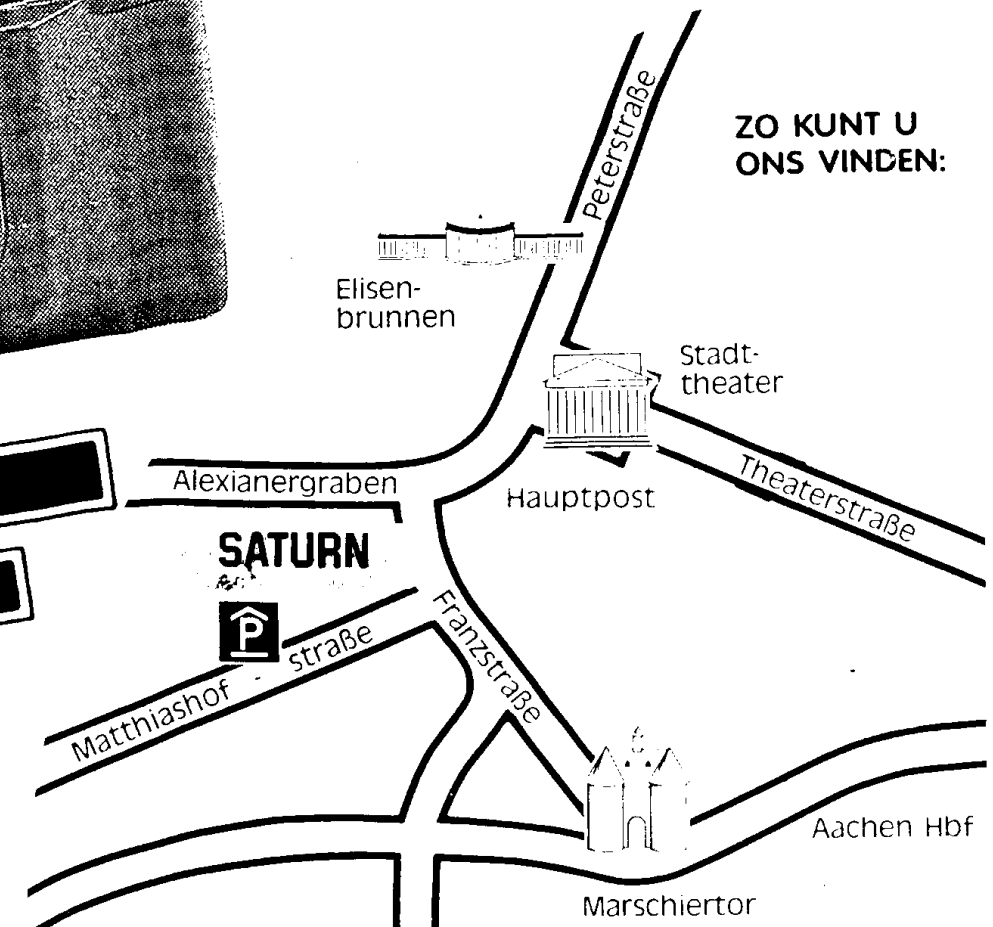 ZO KUNT U
ONS VINDEN:
Peterstraße
Elisen-
brunnen
Stadt-
theater
Theaterstraße
Alexianergraben
Hauptpost
SATURN
P
Franzstraße
Matthiashof - straße
Aachen Hbf
Marschiertor